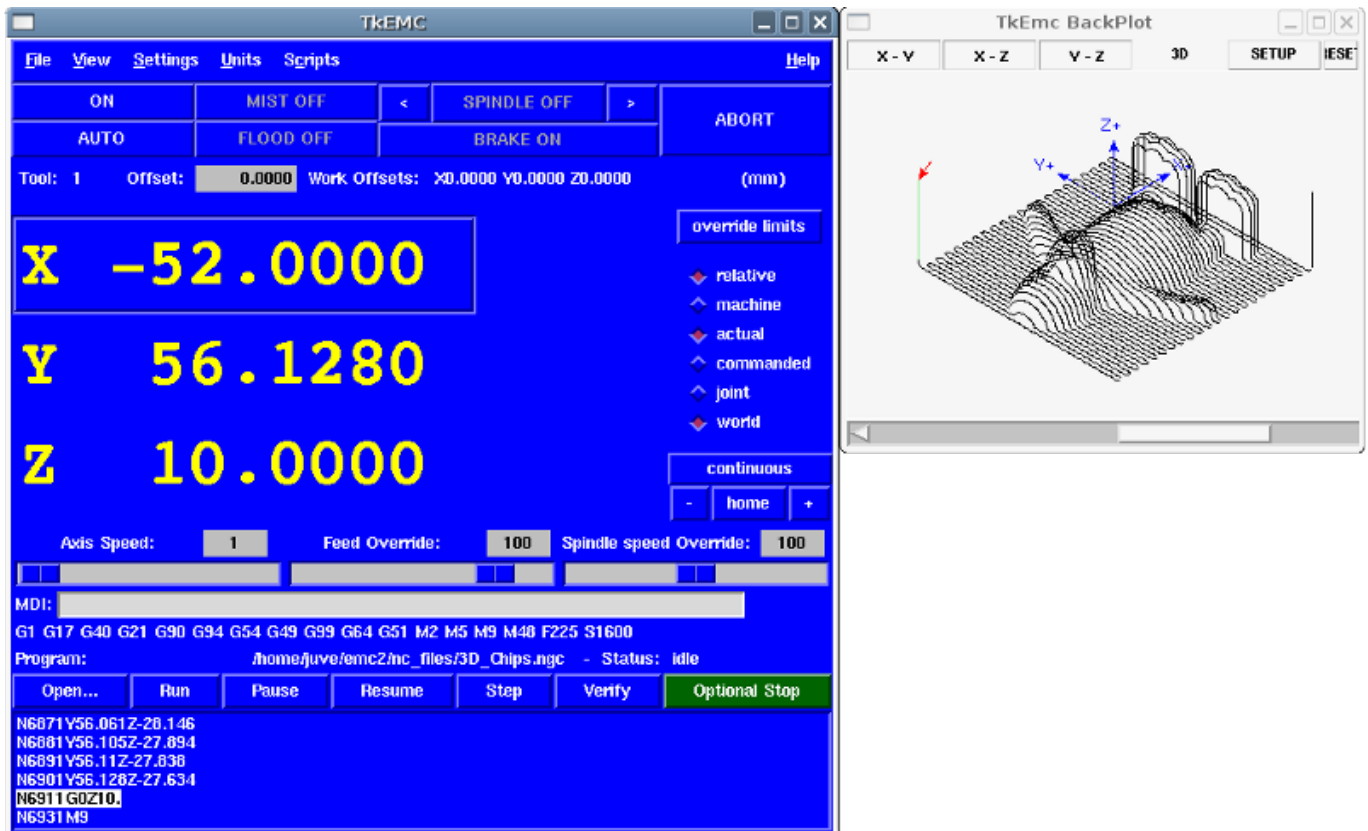 TkEMC
File View Settings Units Scripts Help
ON MIST OFF < SPINDLE OFF > ABORT
AUTO FLOOD OFF BRAKE ON
Tool: 1 Offset: 0.0000 Work Offsets: X0.0000 Y0.0000 Z0.0000 (mm)
override limits
X -52.0000
relative
machine
Y 56.1280
actual
commanded
joint
world
Z 10.0000
continuous
- home +
Axis Speed: 1 Feed Override: 100 Spindle speed Override: 100
MDI:
G1 G17 G40 G21 G90 G94 G54 G49 G99 G64 G51 M2 M5 M9 M48 F225 S1600
Program: /home/juve/emc2/nc_files/3D_Chips.ngc - Status: idle
Open... Run Pause Resume Step Verify Optional Stop
N6871Y56.061Z-28.146
N6881Y56.105Z-27.894
N6891Y56.11Z-27.838
N6901Y56.128Z-27.634
N6911G0Z10.
N6931M9
TkEmc BackPlot
X - Y X - Z Y - Z 3D SETUP RESET
Z+
Y+ X+